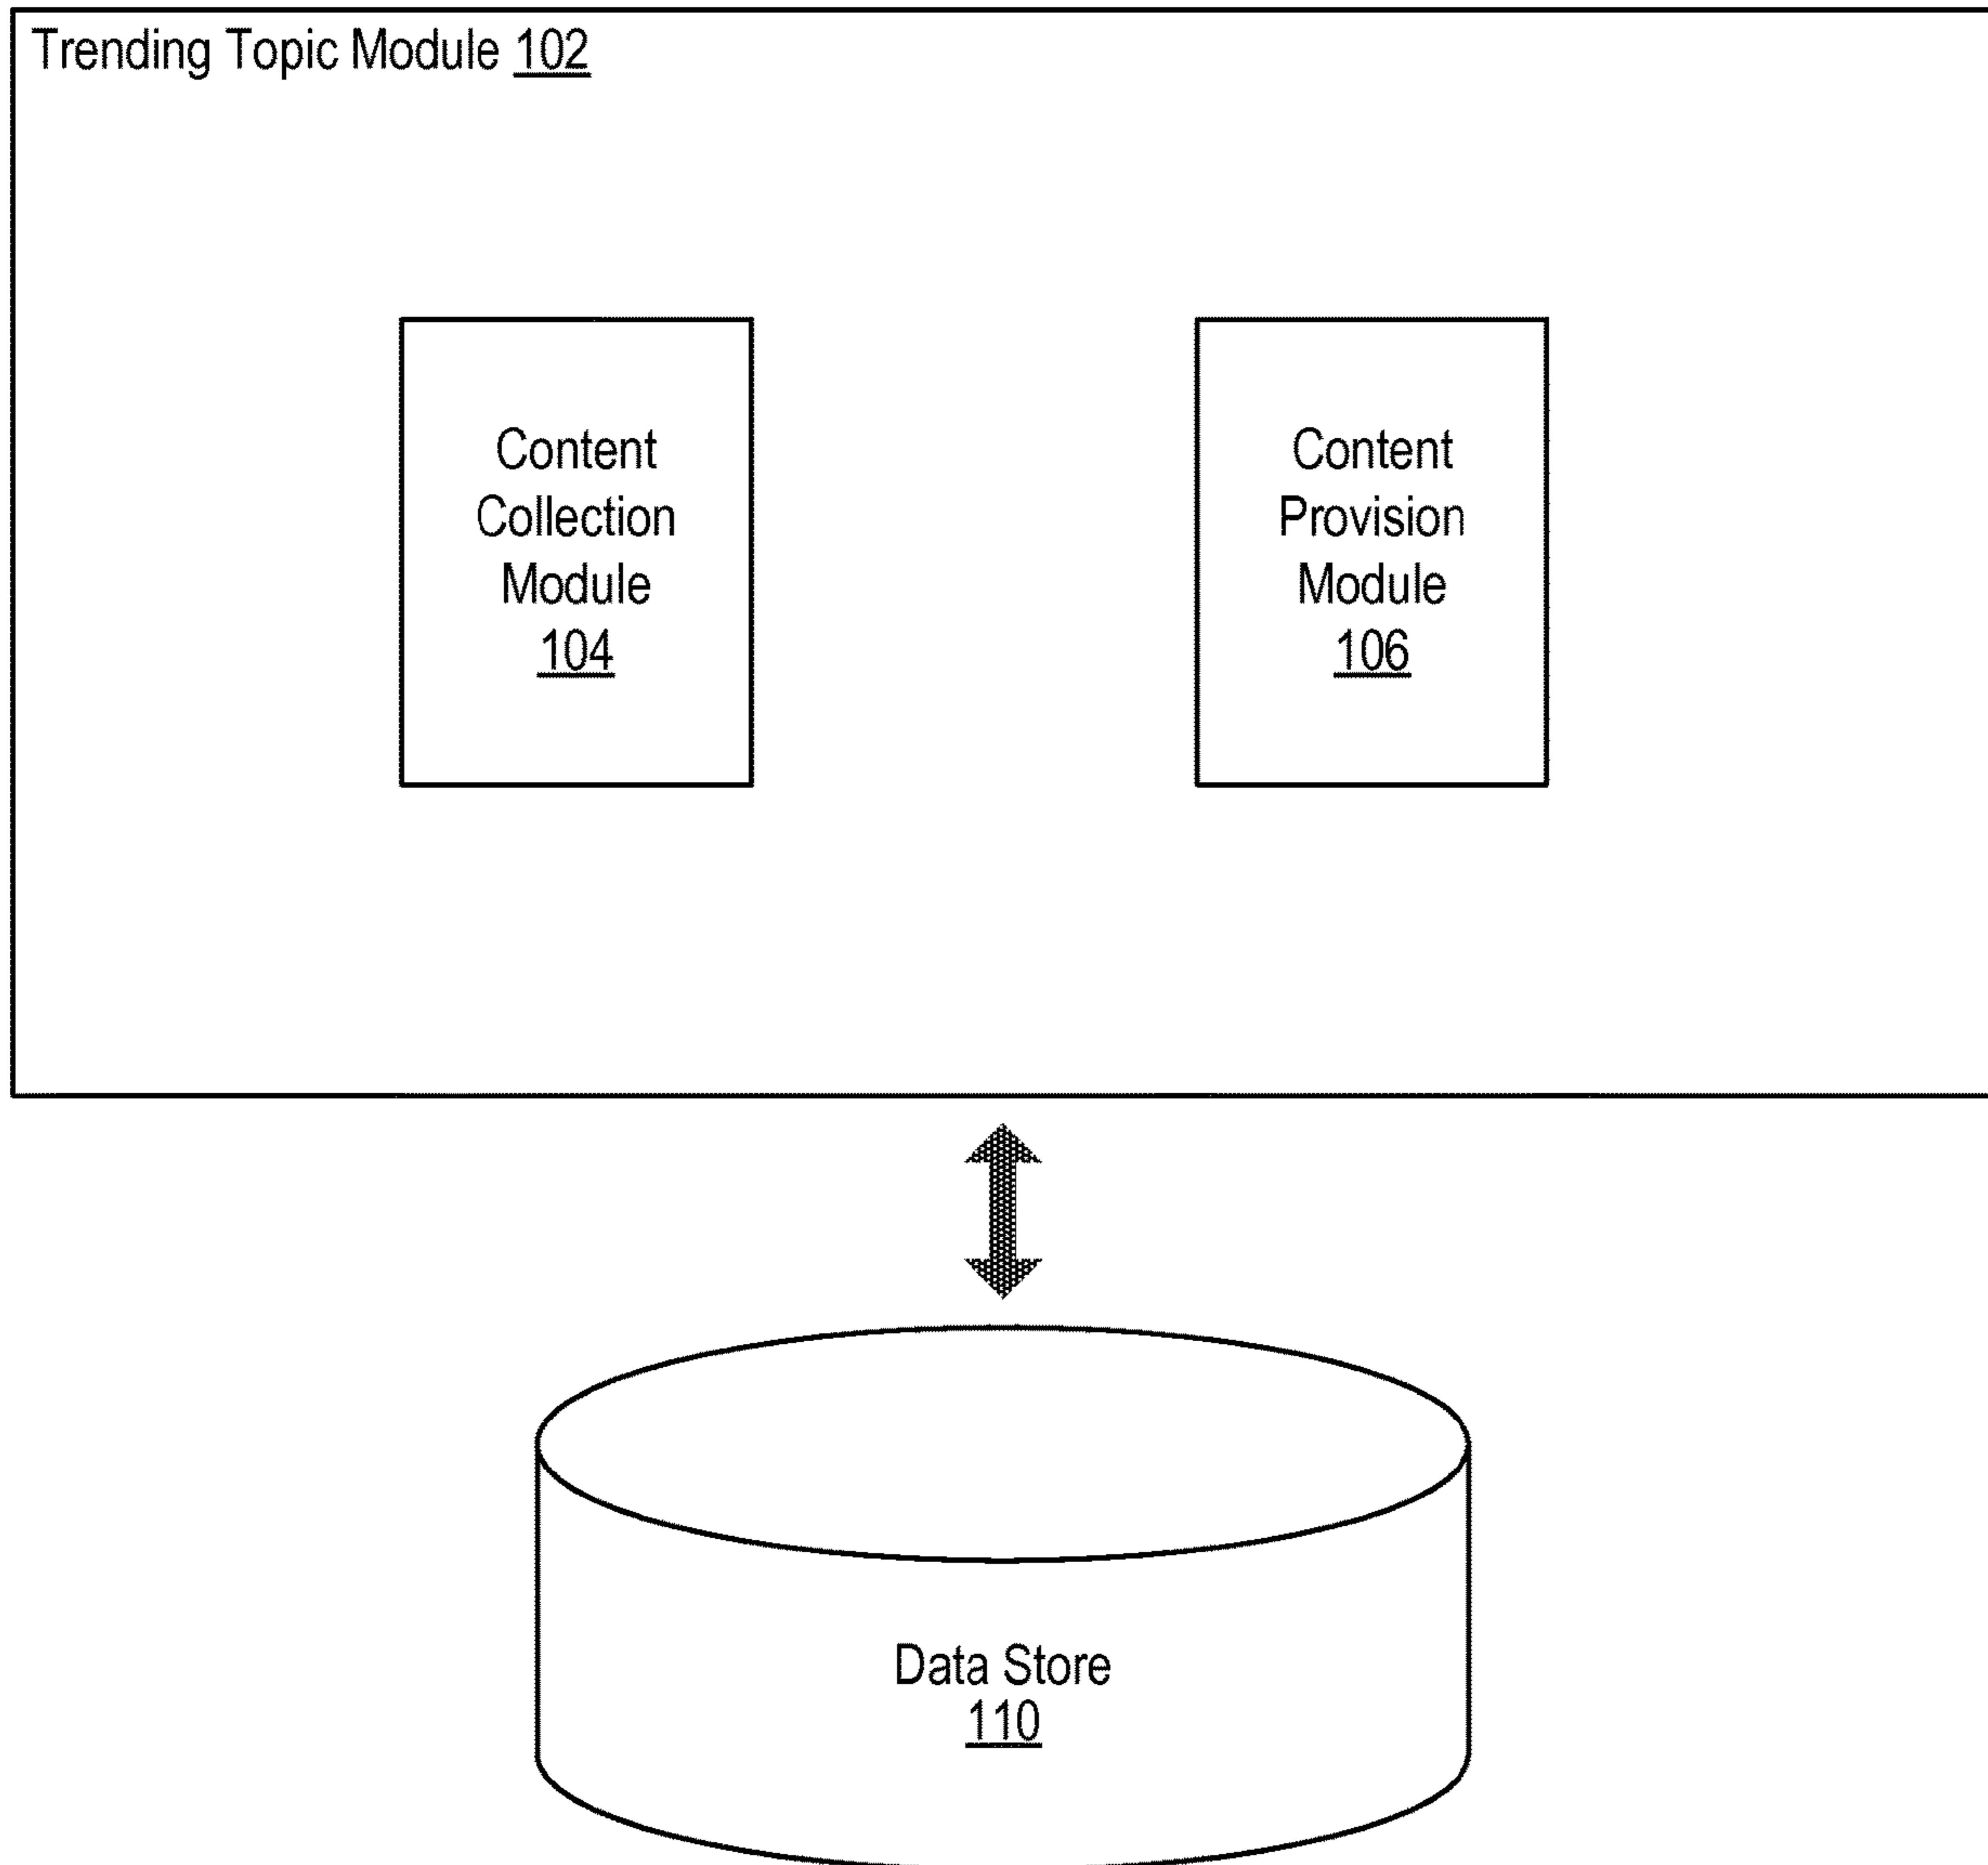 Trending Topic Module 102
Content
Collection
Module
104
Content
Provision
Module
106
Data Store
110